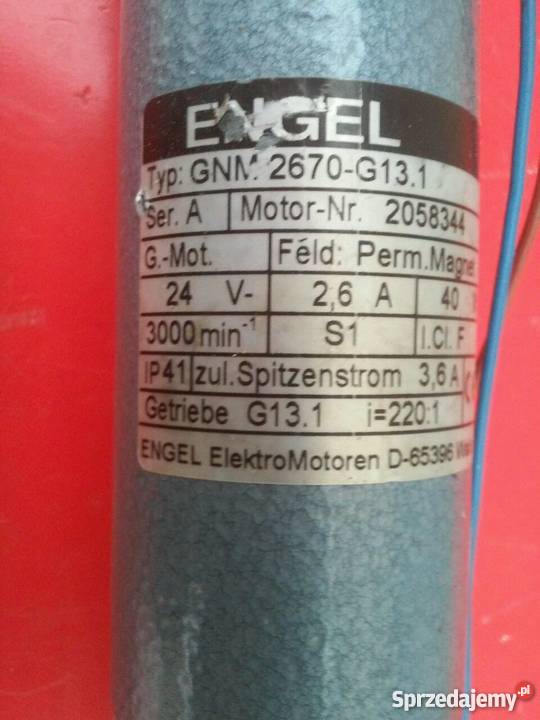 ENGEL
Typ: GNM 2670-G13.1
Ser. A Motor-Nr. 2058344
G.-Mot. Féld: Perm.Magnet
24 V- 2,6 A 40
3000 min-1 S1 I.Cl. F
IP41 zul.Spitzenstrom 3,6 A
Getriebe G13.1 i=220:1
ENGEL ElektroMotoren D-65396
Sprzedajemy.pl